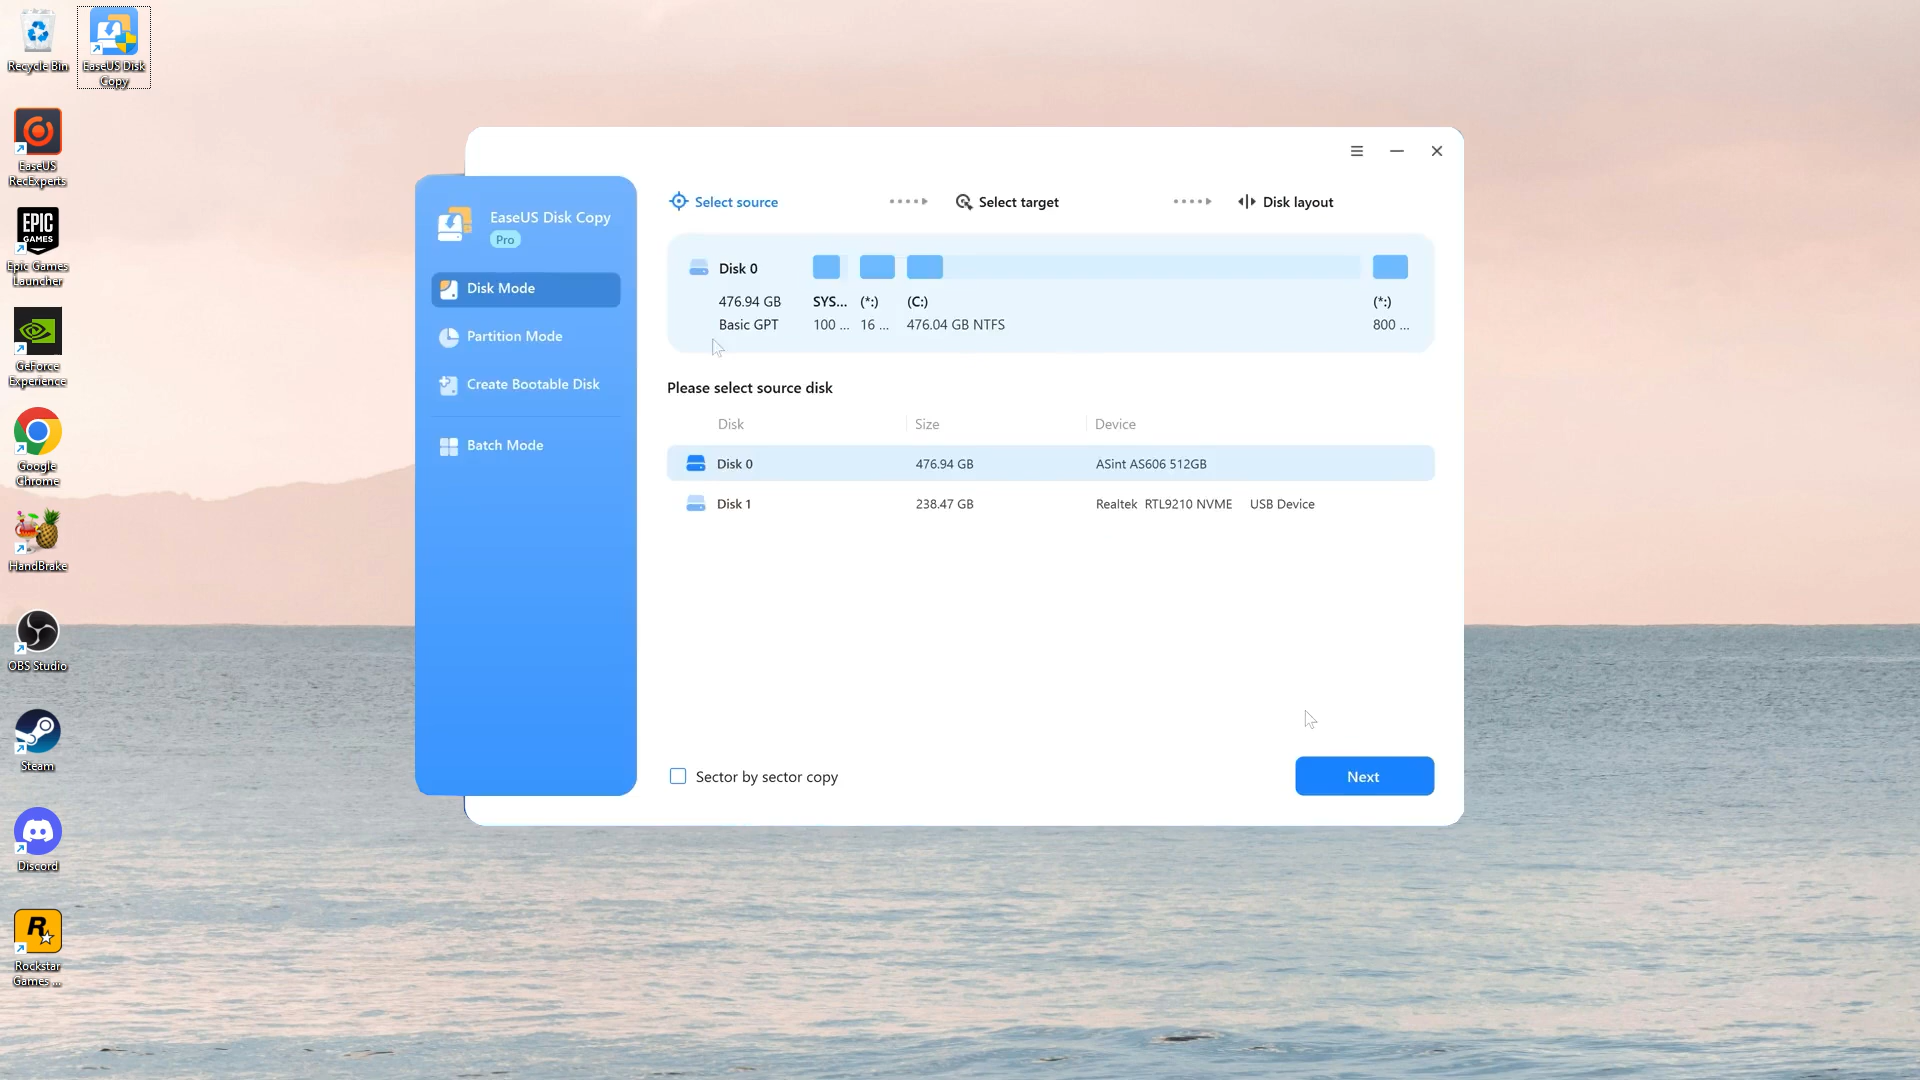 Recycle Bin
EaseUS Disk
Copy
EaseUS
RecExperts
EPIC
GAMES
Epic Games
Launcher
GeForce
Experience
Google
Chrome
HandBrake
OBS Studio
Steam
Discord
R
Rockstar
Games ...
EaseUS Disk Copy
Pro
Disk Mode
Partition Mode
Create Bootable Disk
Batch Mode
Select source
Select target
Disk layout
Disk 0
476.94 GB SYS... (*:) (C:) (*:)
Basic GPT 100 ... 16 ... 476.04 GB NTFS 800 ...
Please select source disk
Disk Size Device
Disk 0 476.94 GB ASint AS606 512GB
Disk 1 238.47 GB Realtek RTL9210 NVME USB Device
Sector by sector copy
Next